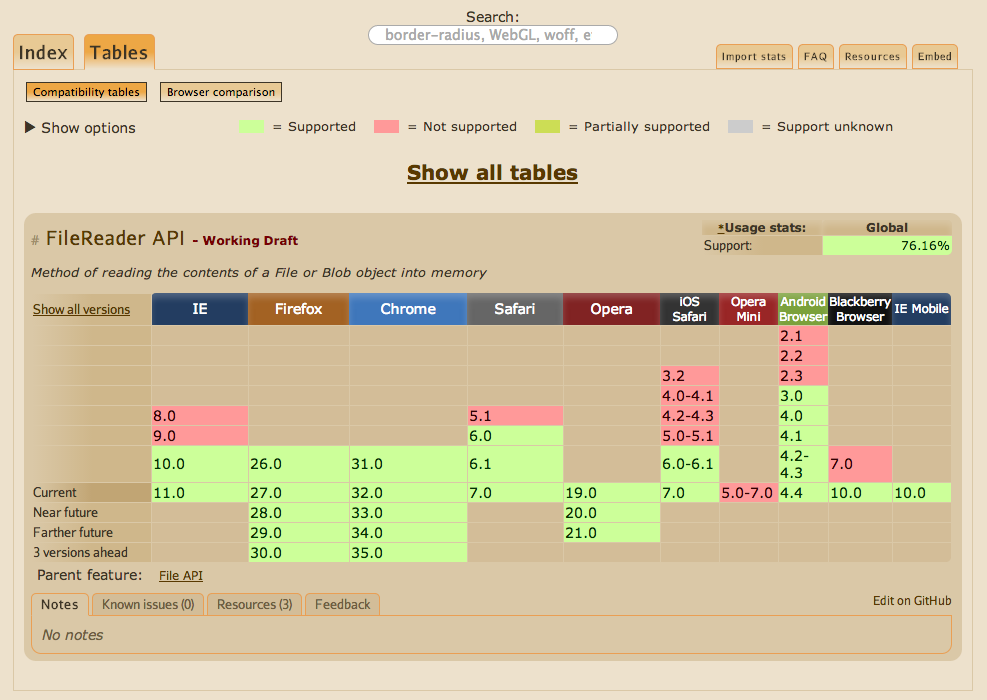 Search:
border-radius, WebGL, woff, e
Index Tables
Import stats FAQ Resources Embed
Compatibility tables Browser comparison
▶ Show options = Supported = Not supported = Partially supported = Support unknown
Show all tables
# FileReader API - Working Draft
*Usage stats: Global
Support: 76.16%
Method of reading the contents of a File or Blob object into memory
Show all versions IE Firefox Chrome Safari Opera iOS Safari Opera Mini Android Browser Blackberry Browser IE Mobile
2.1
2.2
3.2 2.3
4.0-4.1 3.0
8.0 5.1 4.2-4.3 4.0
9.0 6.0 5.0-5.1 4.1
10.0 26.0 31.0 6.1 6.0-6.1 4.2-4.3 7.0
Current 11.0 27.0 32.0 7.0 19.0 7.0 5.0-7.0 4.4 10.0 10.0
Near future 28.0 33.0 20.0
Farther future 29.0 34.0 21.0
3 versions ahead 30.0 35.0
Parent feature: File API
Notes Known issues (0) Resources (3) Feedback Edit on GitHub
No notes